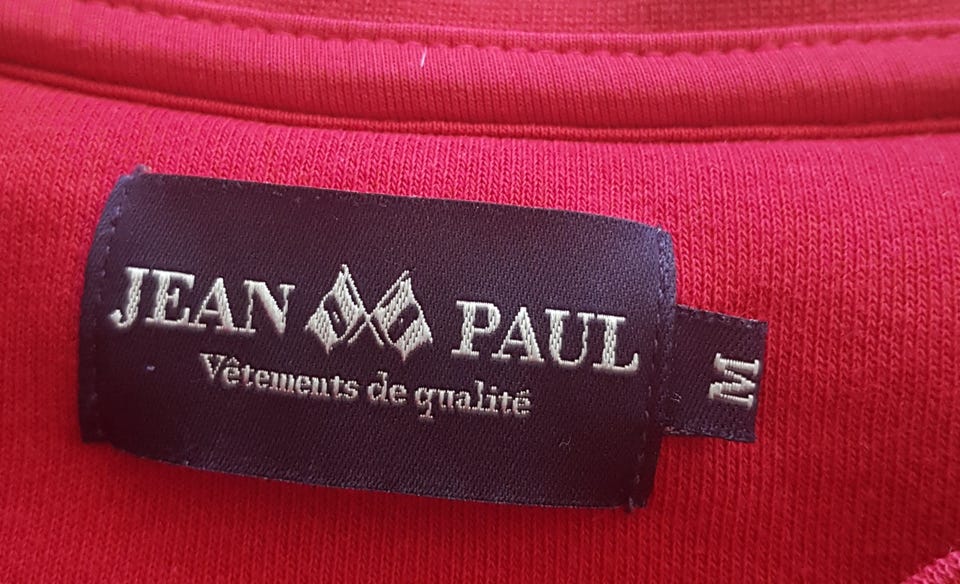 JEAN PAUL
Vêtements de qualité
M